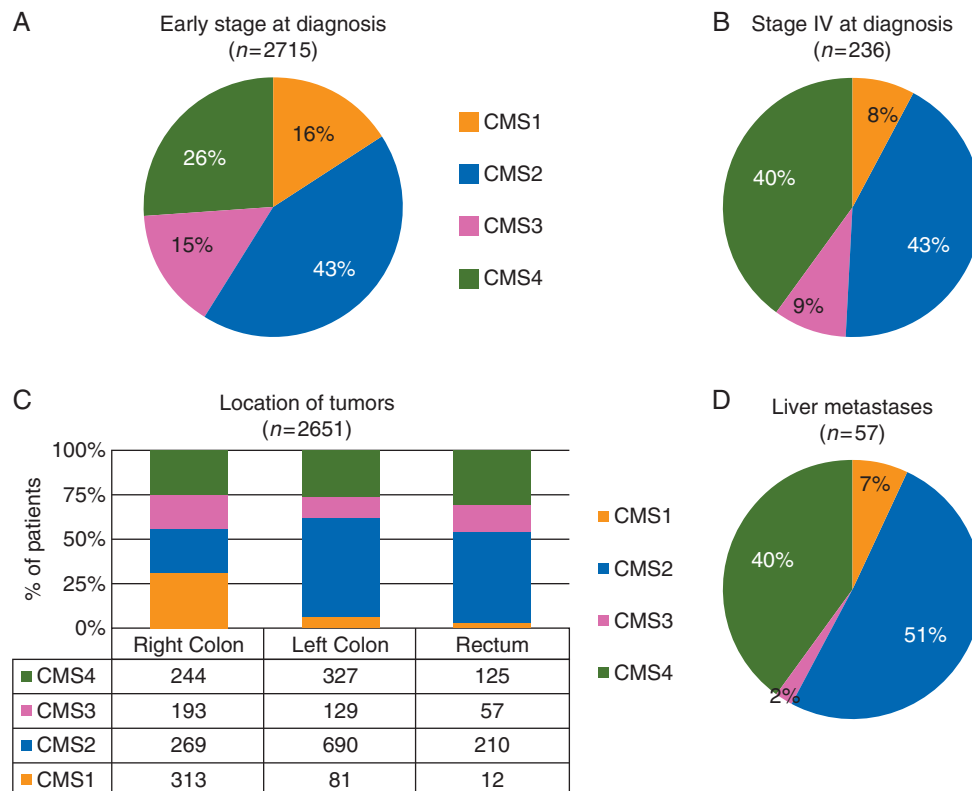 A
Early stage at diagnosis
(n=2715)
16%
26%
15%
43%
CMS1
CMS2
CMS3
CMS4
B
Stage IV at diagnosis
(n=236)
8%
40%
43%
9%
C
Location of tumors
(n=2651)
% of patients
100%
75%
50%
25%
0%
Right Colon Left Colon Rectum
CMS4 244 327 125
CMS3 193 129 57
CMS2 269 690 210
CMS1 313 81 12
CMS1
CMS2
CMS3
CMS4
D
Liver metastases
(n=57)
7%
40%
51%
2%